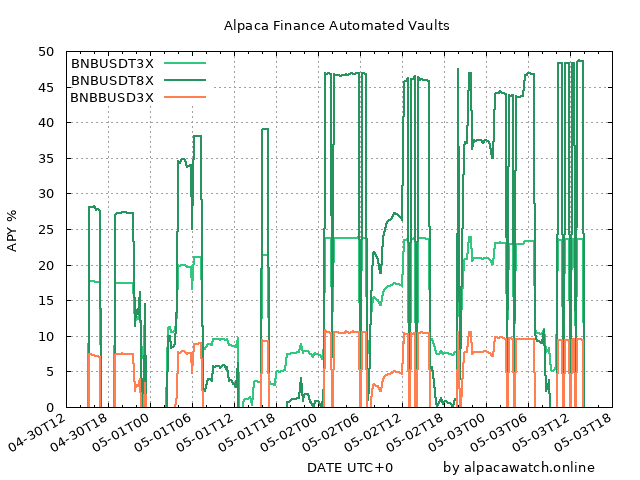 Alpaca Finance Automated Vaults
50
45
40
35
30
25
20
15
10
5
0
APY %
BNBUSDT3X
BNBUSDT8X
BNBBUSD3X
04-30T12
04-30T18
05-01T00
05-01T06
05-01T12
05-01T18
05-02T00
05-02T06
05-02T12
05-02T18
05-03T00
05-03T06
05-03T12
05-03T18
DATE UTC+0
by alpacawatch.online